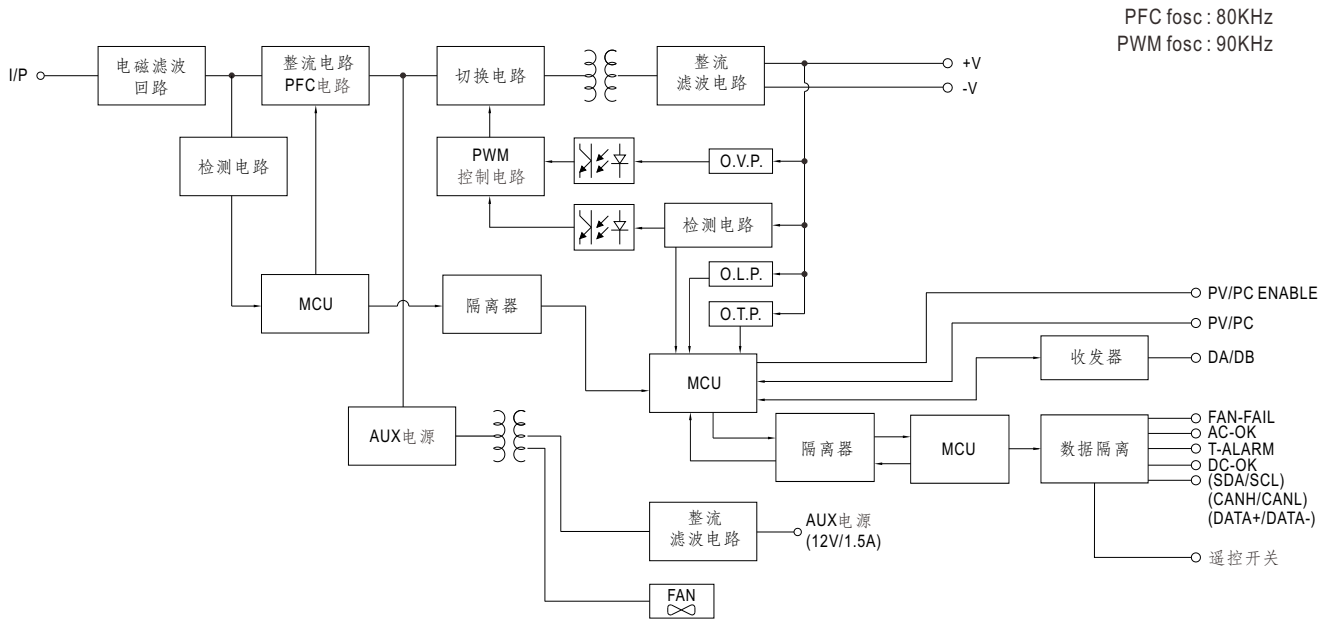 PFC fosc : 80KHz
PWM fosc : 90KHz
I/P
电磁滤波
回路
整流电路
PFC电路
切换电路
整流
滤波电路
+V
-V
检测电路
PWM
控制电路
O.V.P.
检测电路
O.L.P.
O.T.P.
MCU
隔离器
MCU
PV/PC ENABLE
PV/PC
收发器
DA/DB
AUX电源
隔离器
MCU
数据隔离
FAN-FAIL
AC-OK
T-ALARM
DC-OK
(SDA/SCL)
(CANH/CANL)
(DATA+/DATA-)
整流
滤波电路
AUX电源
(12V/1.5A)
遥控开关
FAN